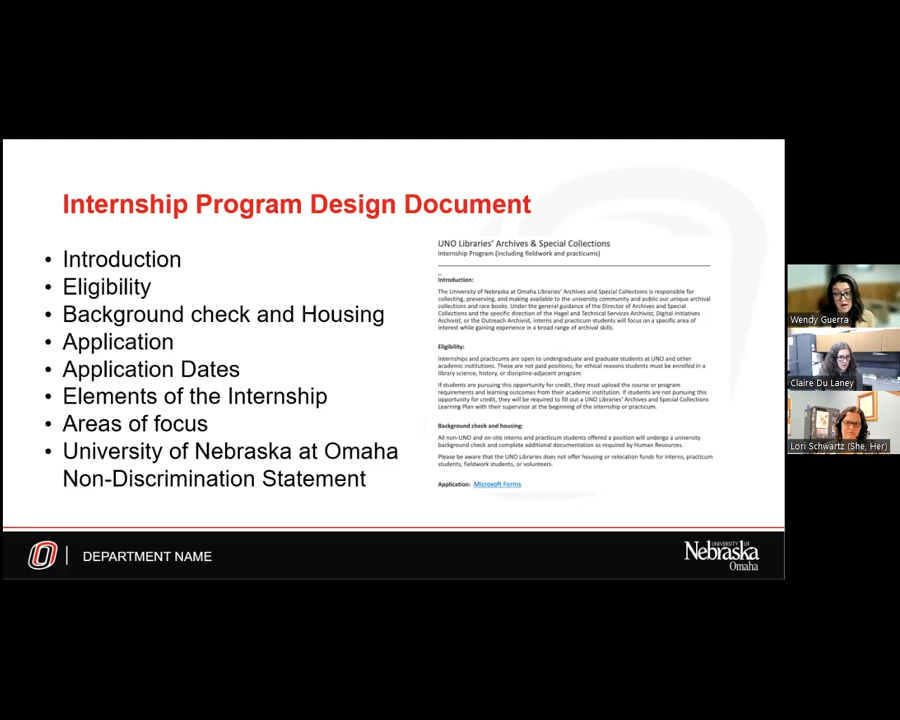 Internship Program Design Document
• Introduction
• Eligibility
• Background check and Housing
• Application
• Application Dates
• Elements of the Internship
• Areas of focus
• University of Nebraska at Omaha
Non-Discrimination Statement
UNO Libraries' Archives & Special Collections
Internship Program (including fieldwork and practicums)
Introduction:
The University of Nebraska at Omaha Libraries' Archives and Special Collections is responsible for
collecting, preserving, and making available to the university community and public our unique archival
collections and rare books. Under the general guidance of the Director of Archives and Special
Collections and the specific direction of the Hagel and Technical Services Archivist, Digital Initiatives
Archivist, or the Outreach Archivist, interns and practicum students will focus on a specific area of
interest while gaining experience in a broad range of archival skills.
Eligibility:
Internships and practicums are open to undergraduate and graduate students at UNO and other
academic institutions. These are not paid positions; for ethical reasons students must be enrolled in a
library science, history, or discipline-adjacent program.
If students are pursuing this opportunity for credit, they must upload the course or program
requirements and learning outcomes from their academic institution. If students are not pursuing this
opportunity for credit, they will be required to fill out a UNO Libraries' Archives and Special Collections
Learning Plan with their supervisor at the beginning of the internship or practicum.
Background check and housing:
All non-UNO and on-site interns and practicum students offered a position will undergo a university
background check and complete additional documentation as required by Human Resources.
Please be aware that the UNO Libraries does not offer housing or relocation funds for interns, practicum
students, fieldwork students, or volunteers.
Application: Microsoft Forms
DEPARTMENT NAME
UNIVERSITY OF
Nebraska
Omaha
Wendy Guerra
Claire Du Laney
Lori Schwartz (She, Her)